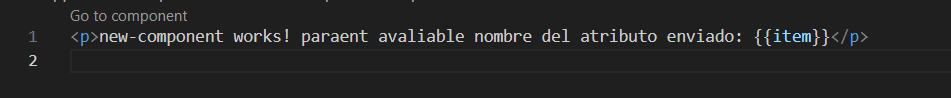 Go to component
1 <p>new-component works! paraent avaliable nombre del atributo enviado: {{item}}</p>
2